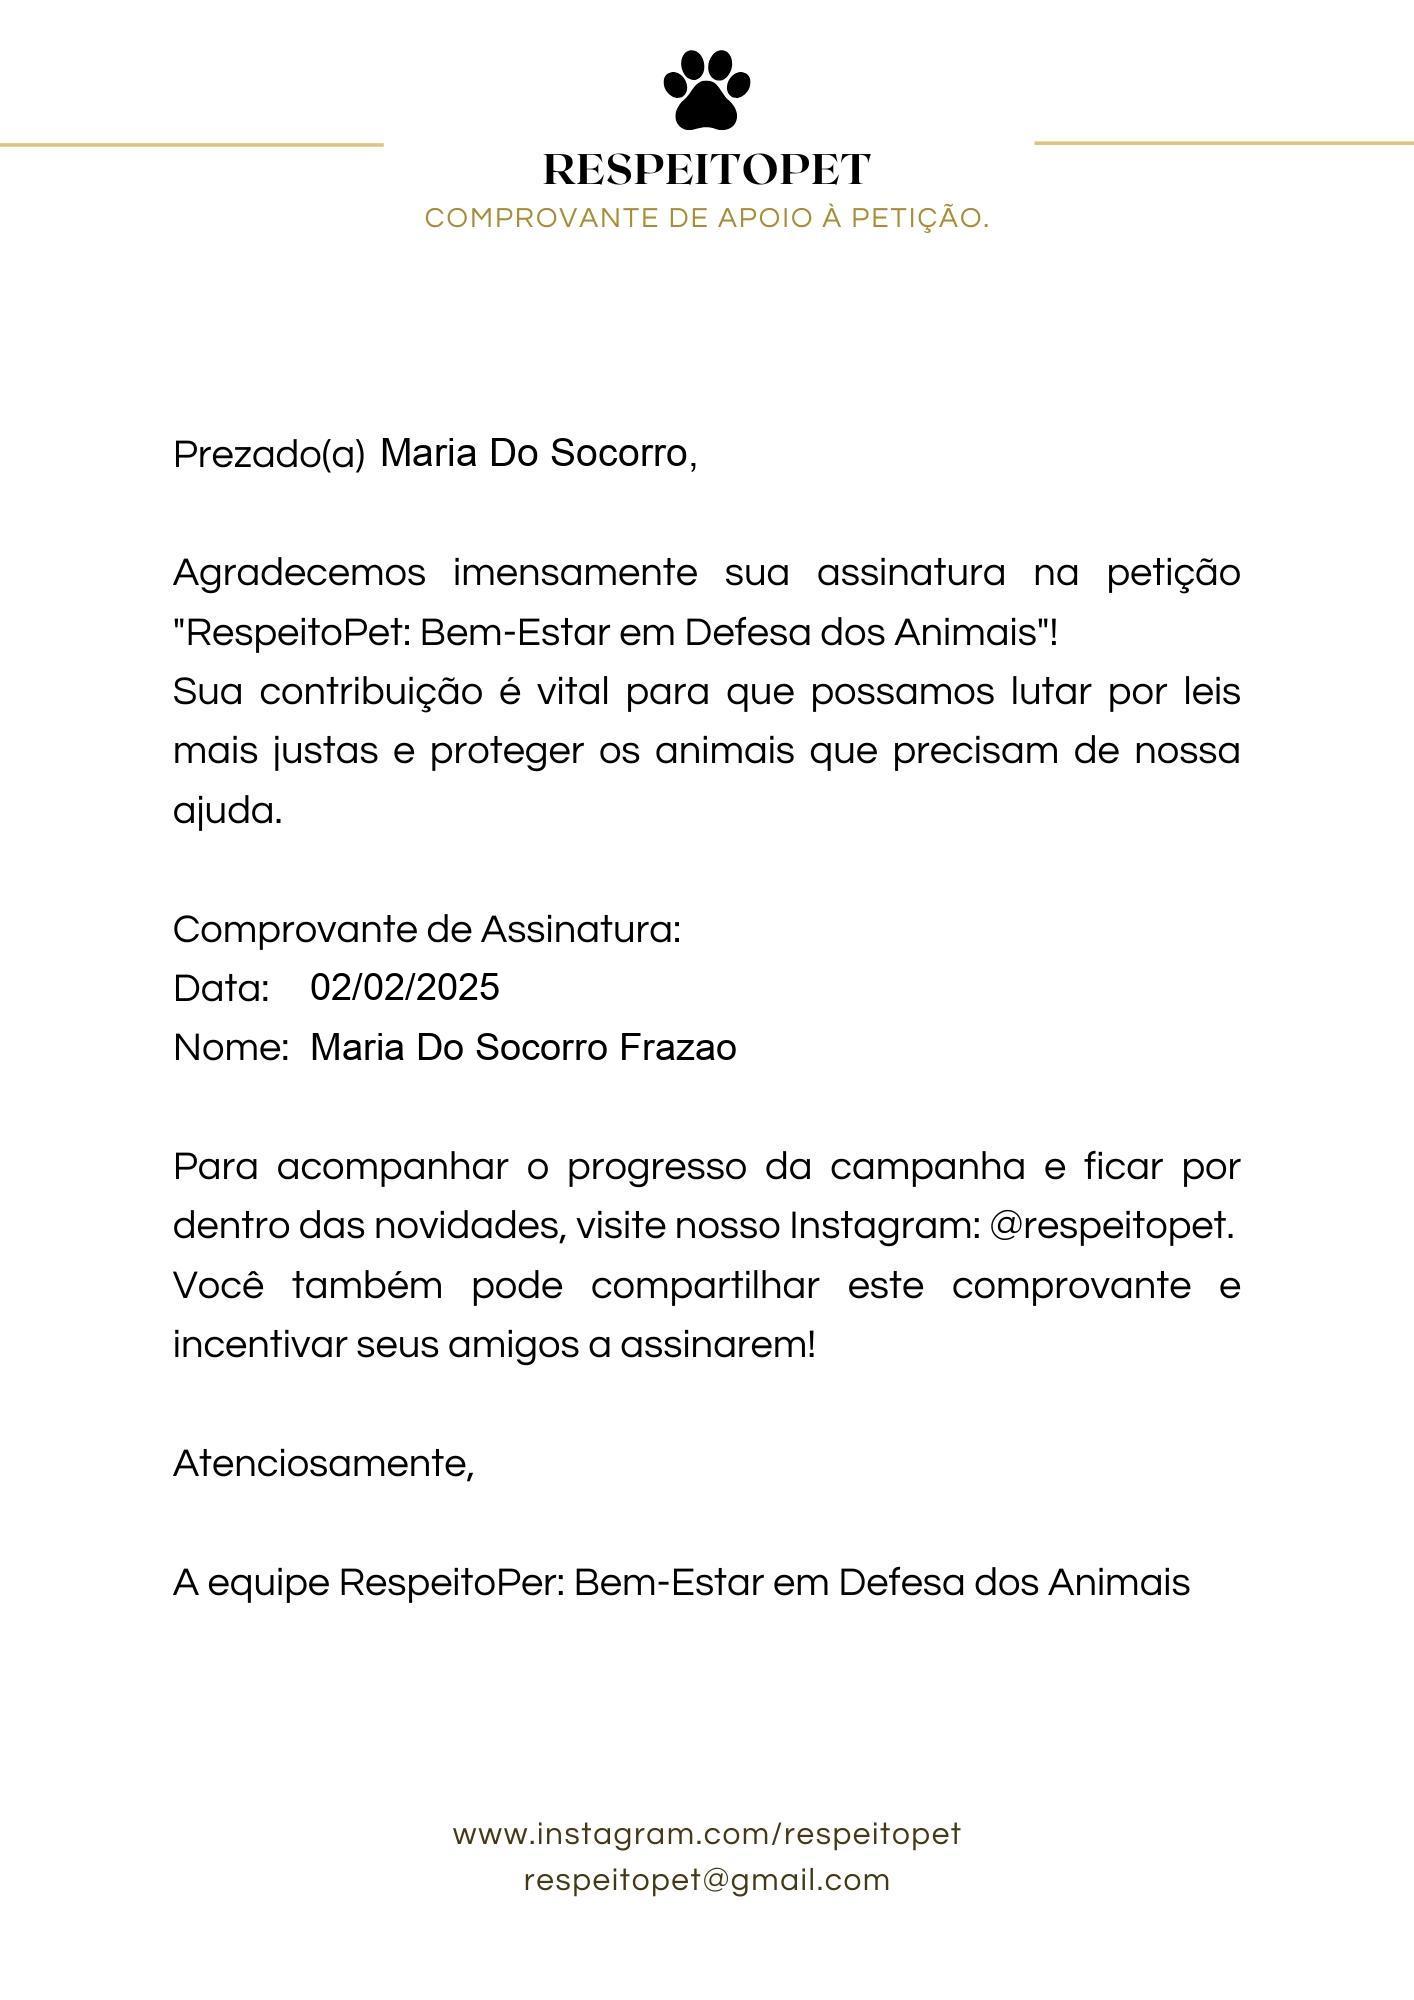 RESPEITOPET
COMPROVANTE DE APOIO À PETIÇÃO.
Prezado(a) Maria Do Socorro,
Agradecemos imensamente sua assinatura na petição
"RespeitoPet: Bem-Estar em Defesa dos Animais"!
Sua contribuição é vital para que possamos lutar por leis
mais justas e proteger os animais que precisam de nossa
ajuda.
Comprovante de Assinatura:
Data: 02/02/2025
Nome: Maria Do Socorro Frazao
Para acompanhar o progresso da campanha e ficar por
dentro das novidades, visite nosso Instagram: @respeitopet.
Você também pode compartilhar este comprovante e
incentivar seus amigos a assinarem!
Atenciosamente,
A equipe RespeitoPer: Bem-Estar em Defesa dos Animais
www.instagram.com/respeitopet
respeitopet@gmail.com